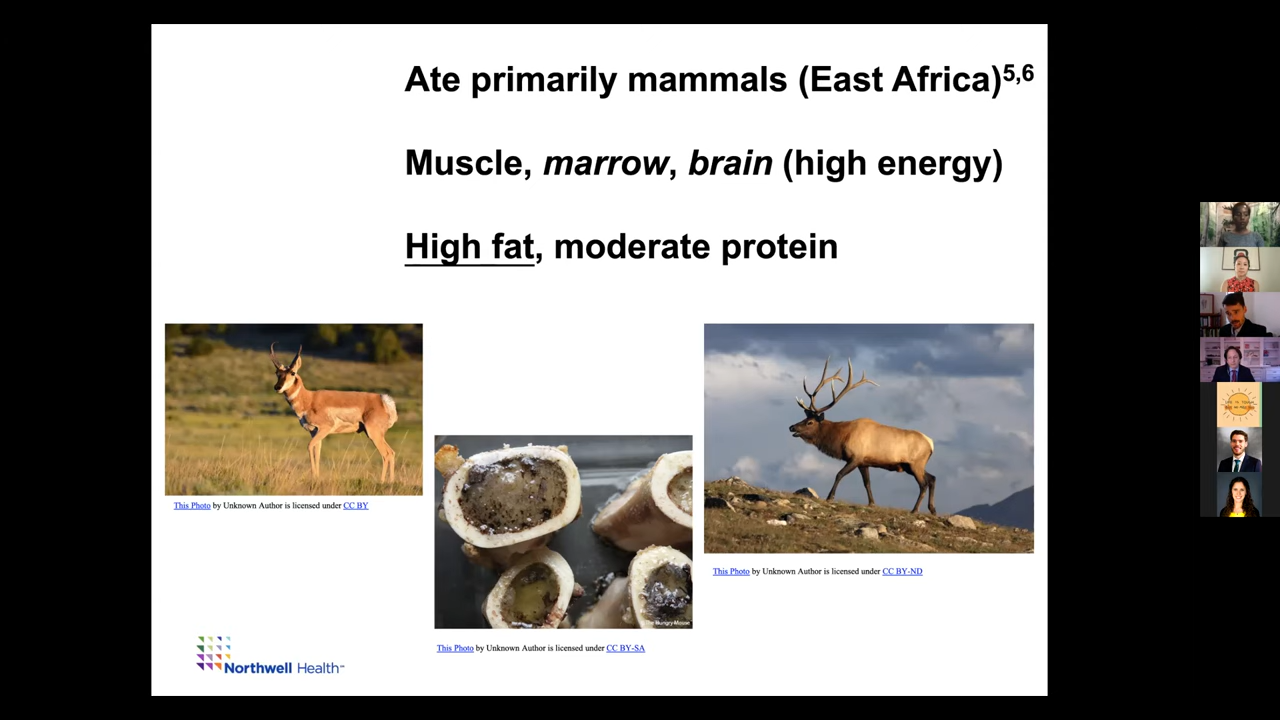 Ate primarily mammals (East Africa)5,6
Muscle, marrow, brain (high energy)
High fat, moderate protein
This Photo by Unknown Author is licensed under CC BY
This Photo by Unknown Author is licensed under CC BY-ND
This Photo by Unknown Author is licensed under CC BY-SA
Northwell Health